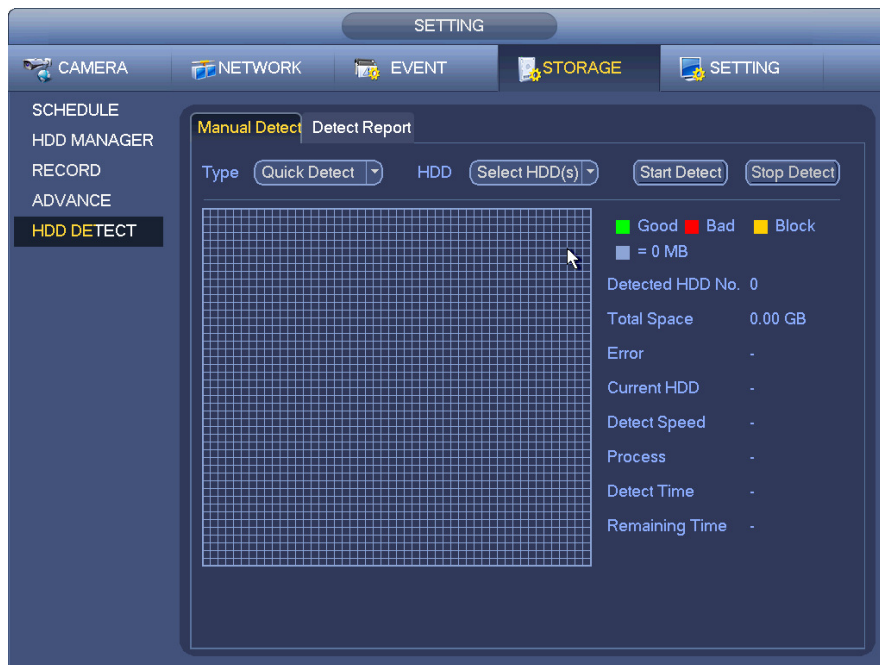 SETTING
CAMERA NETWORK EVENT STORAGE SETTING
SCHEDULE
HDD MANAGER
RECORD
ADVANCE
HDD DETECT
Manual Detect Detect Report
Type Quick Detect HDD Select HDD(s) Start Detect Stop Detect
Good Bad Block
= 0 MB
Detected HDD No. 0
Total Space 0.00 GB
Error -
Current HDD -
Detect Speed -
Process -
Detect Time -
Remaining Time -